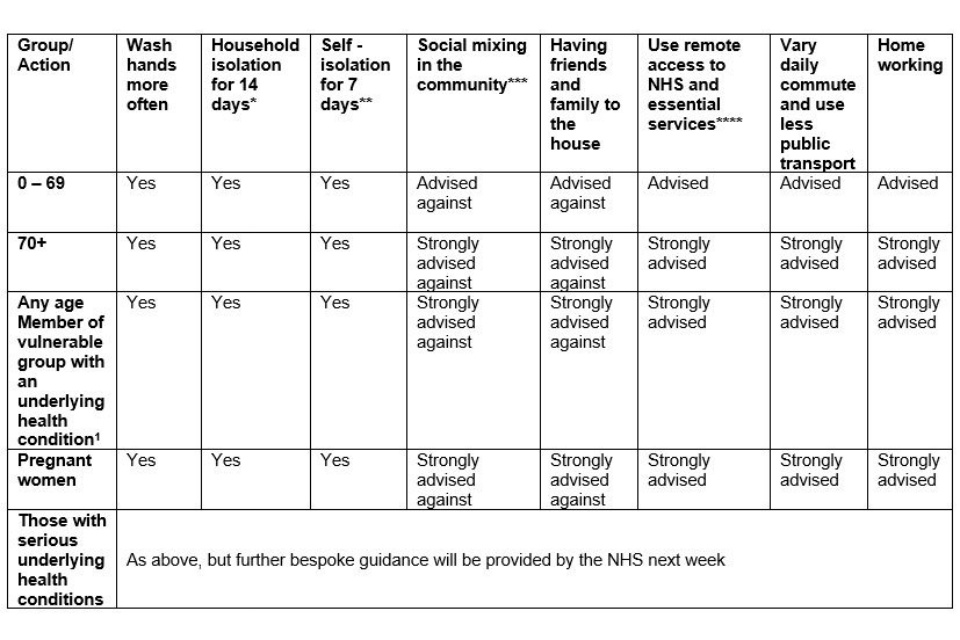 Group/ Action | Wash hands more often | Household isolation for 14 days* | Self - isolation for 7 days** | Social mixing in the community*** | Having friends and family to the house | Use remote access to NHS and essential services**** | Vary daily commute and use less public transport | Home working
0 – 69 | Yes | Yes | Yes | Advised against | Advised against | Advised | Advised | Advised
70+ | Yes | Yes | Yes | Strongly advised against | Strongly advised against | Strongly advised | Strongly advised | Strongly advised
Any age Member of vulnerable group with an underlying health condition¹ | Yes | Yes | Yes | Strongly advised against | Strongly advised against | Strongly advised | Strongly advised | Strongly advised
Pregnant women | Yes | Yes | Yes | Strongly advised against | Strongly advised against | Strongly advised | Strongly advised | Strongly advised
Those with serious underlying health conditions | As above, but further bespoke guidance will be provided by the NHS next week